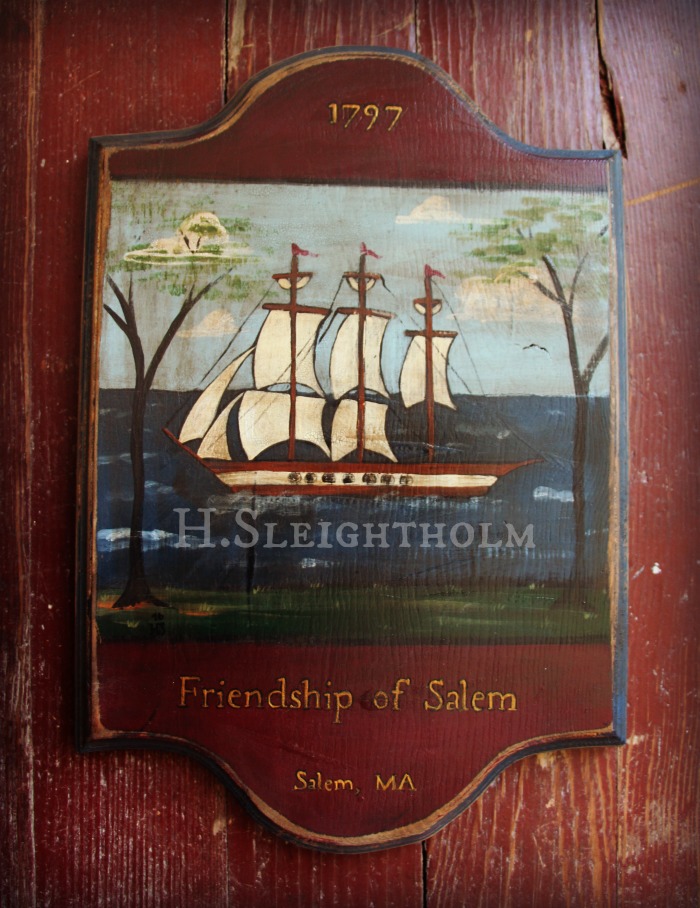 1797
H.Sleightholm
Friendship of Salem
Salem, MA